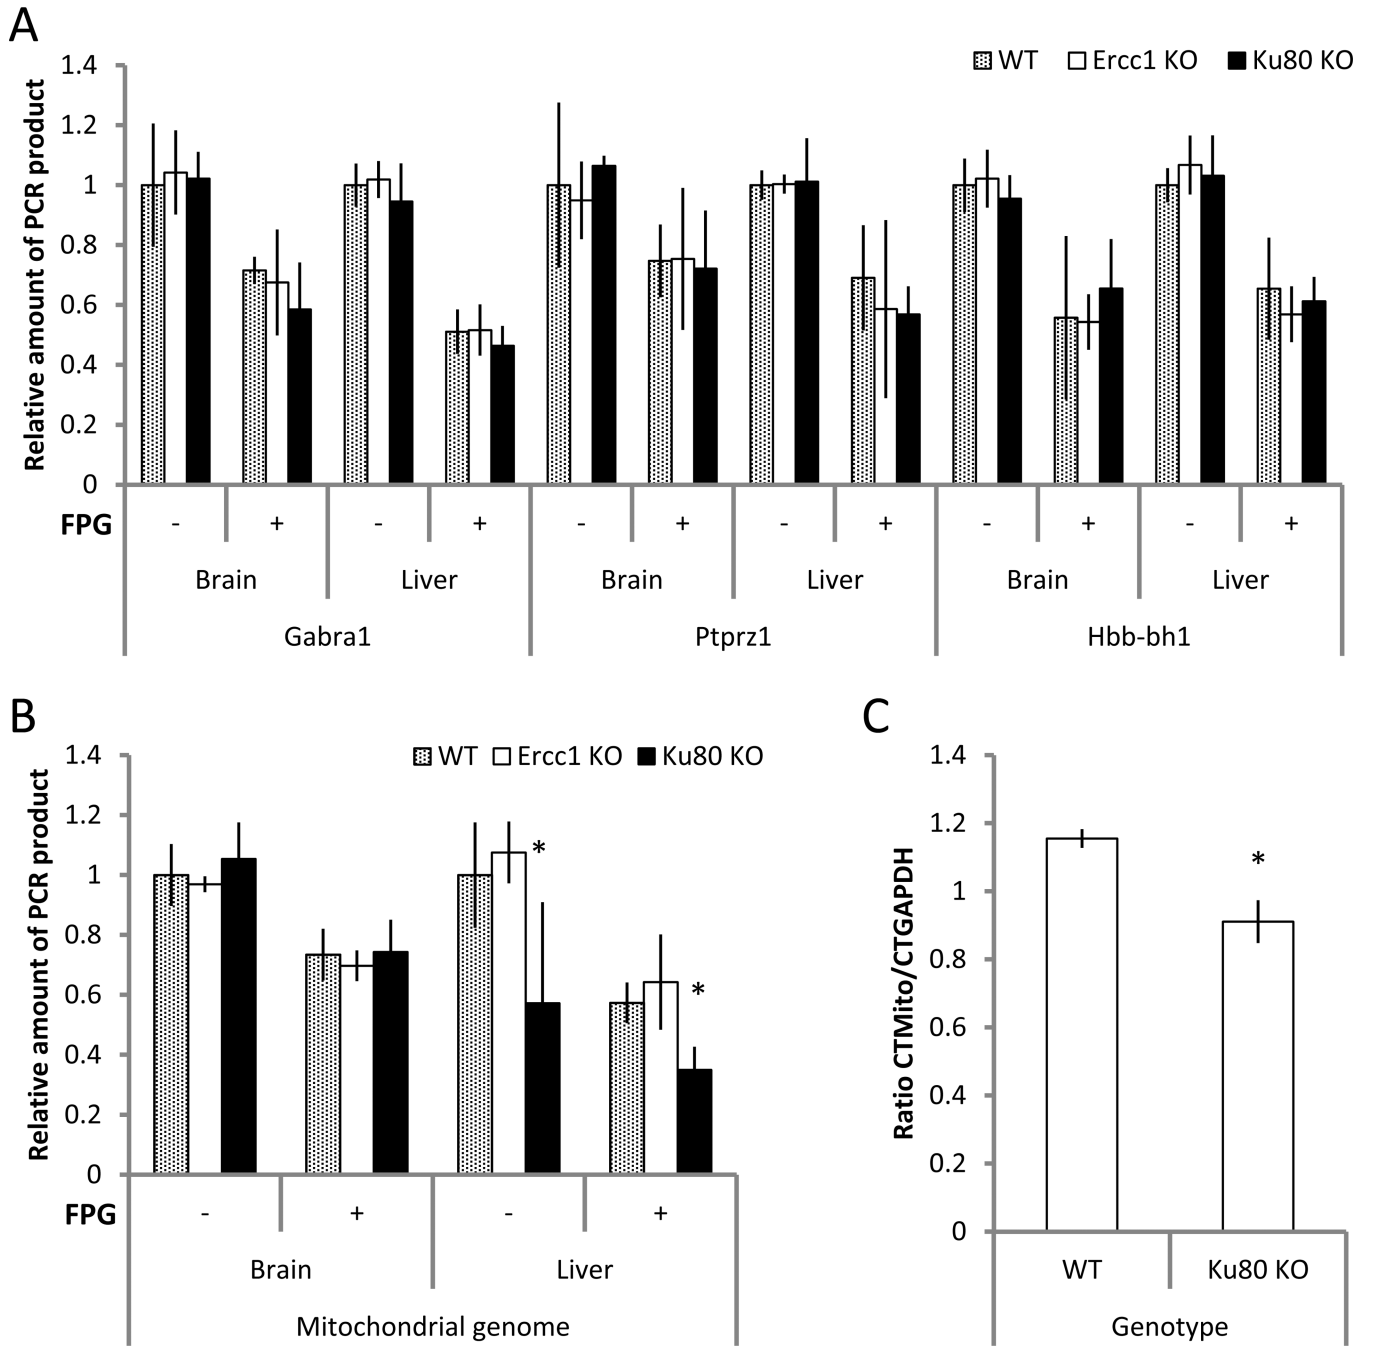 A
WT Ercc1 KO Ku80 KO
Relative amount of PCR product
1.4
1.2
1
0.8
0.6
0.4
0.2
0
FPG - + - + - + - + - + - +
Brain Liver Brain Liver Brain Liver
Gabra1 Ptprz1 Hbb-bh1
B
WT Ercc1 KO Ku80 KO
Relative amount of PCR product
1.4
1.2
1
0.8
0.6
0.4
0.2
0
*
*
FPG - + - +
Brain Liver
Mitochondrial genome
C
Ratio CTMito/CTGAPDH
1.4
1.2
1
0.8
0.6
0.4
0.2
0
*
WT Ku80 KO
Genotype